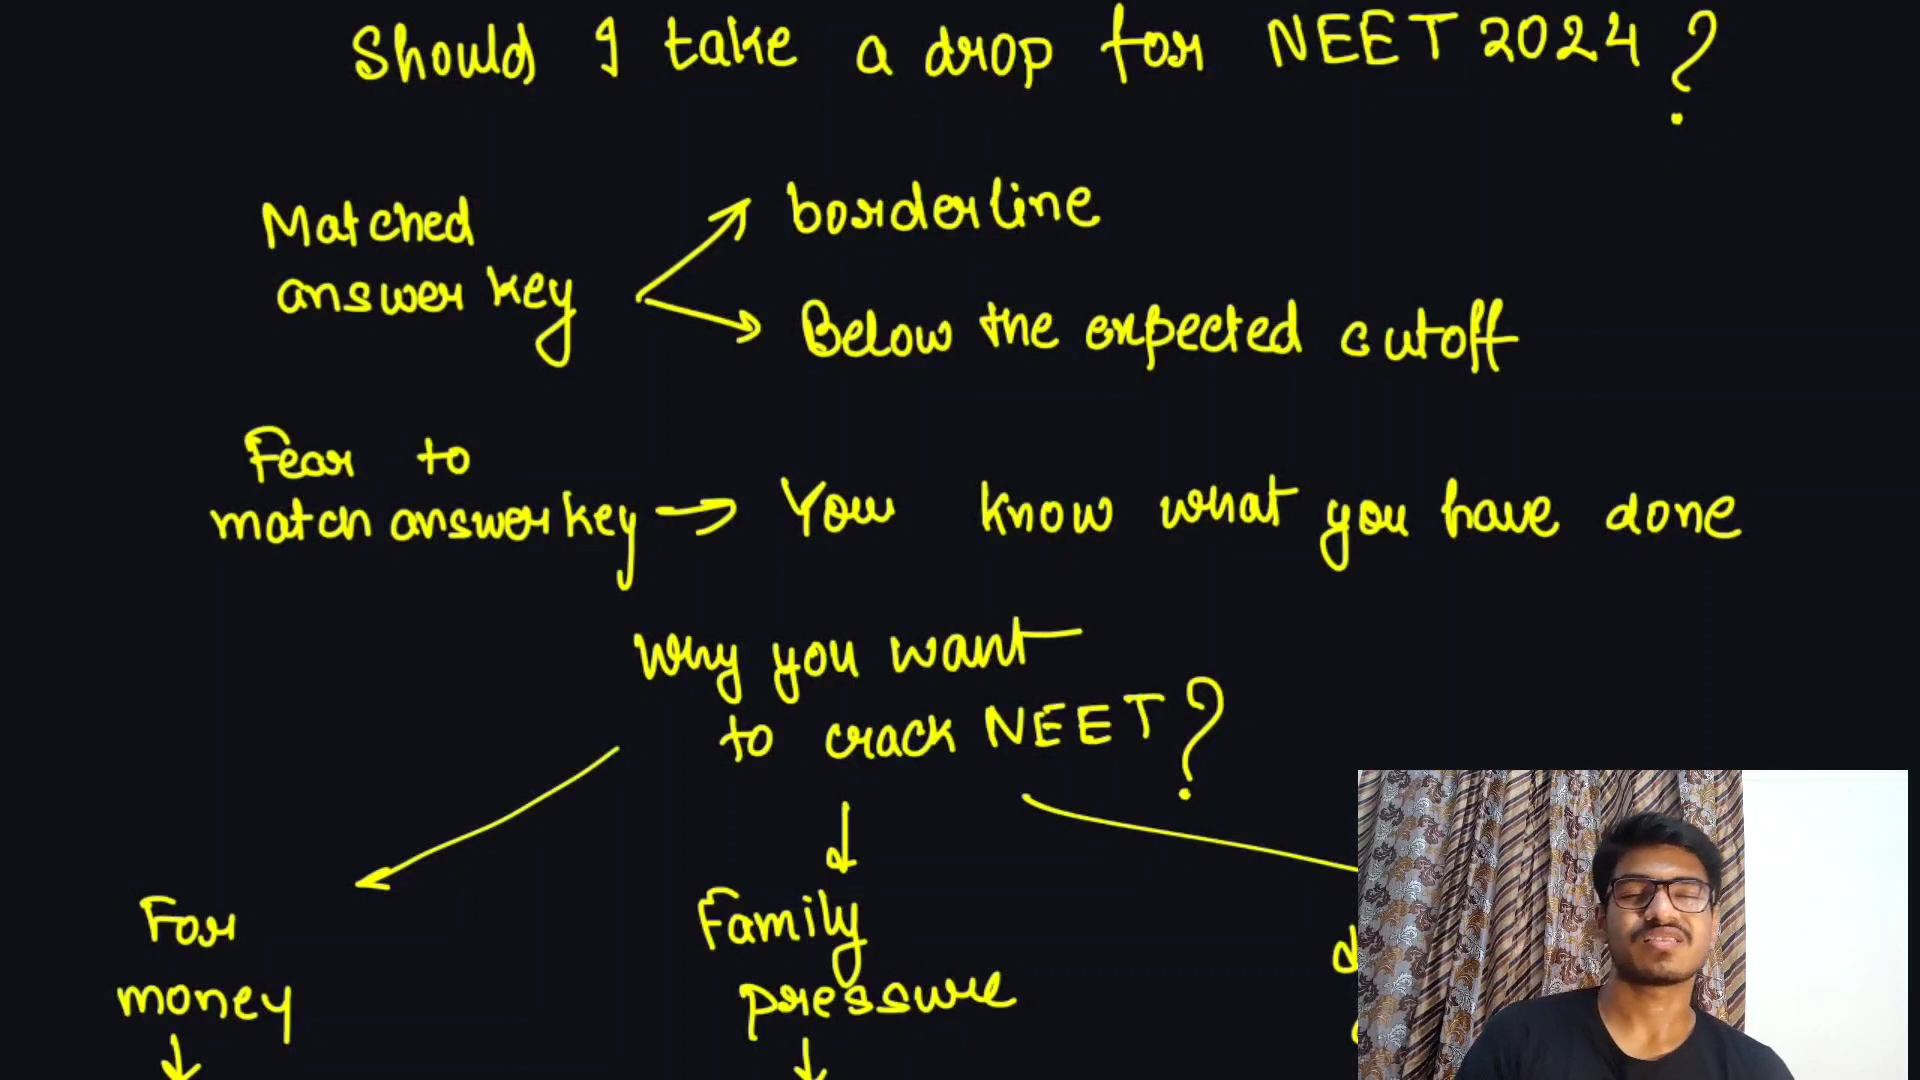 Should I take a drop for NEET 2024?
Matched
answer key
borderline
Below the expected cutoff
Fear to
match answer key
You know what you have done
Why you want
to crack NEET?
For
money
Family
pressure